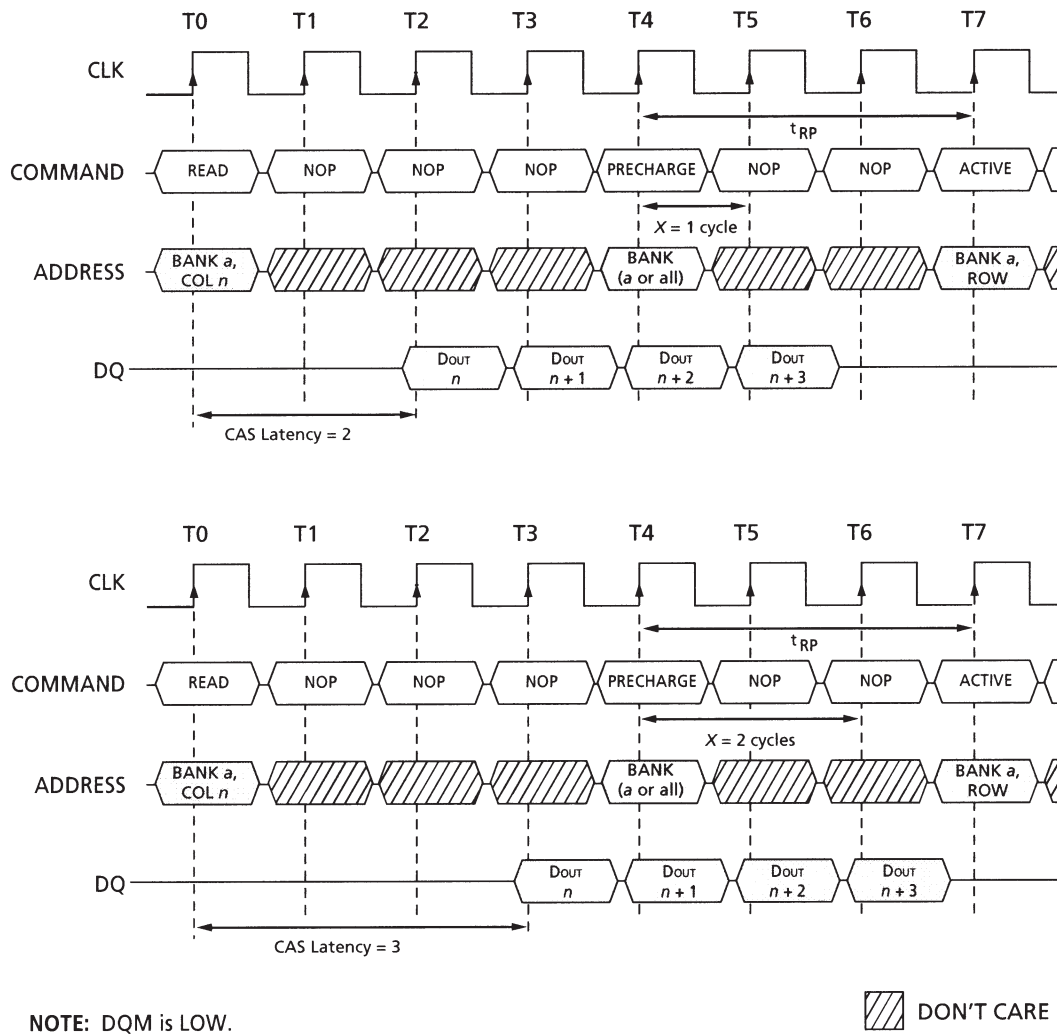 T0 T1 T2 T3 T4 T5 T6 T7
CLK
tRP
COMMAND READ NOP NOP NOP PRECHARGE NOP NOP ACTIVE
X = 1 cycle
ADDRESS BANK a, COL n BANK (a or all) BANK a, ROW
DQ DOUT n DOUT n + 1 DOUT n + 2 DOUT n + 3
CAS Latency = 2
T0 T1 T2 T3 T4 T5 T6 T7
CLK
tRP
COMMAND READ NOP NOP NOP PRECHARGE NOP NOP ACTIVE
X = 2 cycles
ADDRESS BANK a, COL n BANK (a or all) BANK a, ROW
DQ DOUT n DOUT n + 1 DOUT n + 2 DOUT n + 3
CAS Latency = 3
NOTE: DQM is LOW.
DON'T CARE